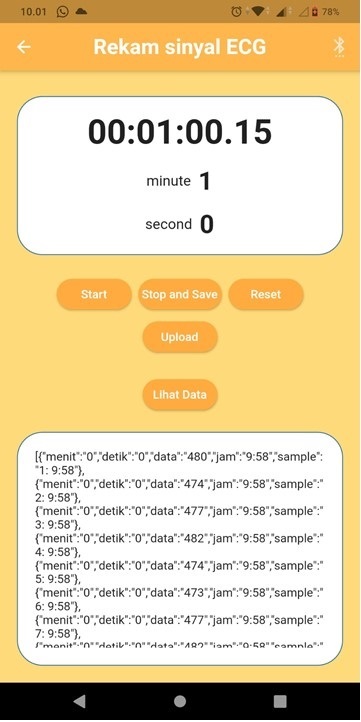 10.01
78%
Rekam sinyal ECG
00:01:00.15
minute 1
second 0
Start Stop and Save Reset
Upload
LIhat Data
[{"menit":"0","detik":"0","data":"480","jam":"9:58","sample":
"1: 9:58"},
{"menit":"0","detik":"0","data":"474","jam":"9:58","sample":"
2: 9:58"},
{"menit":"0","detik":"0","data":"477","jam":"9:58","sample":"
3: 9:58"},
{"menit":"0","detik":"0","data":"482","jam":"9:58","sample":"
4: 9:58"},
{"menit":"0","detik":"0","data":"474","jam":"9:58","sample":"
5: 9:58"},
{"menit":"0","detik":"0","data":"473","jam":"9:58","sample":"
6: 9:58"},
{"menit":"0","detik":"0","data":"477","jam":"9:58","sample":"
7: 9:58"},
{"menit":"0","detik":"0","data":"482","jam":"9:58","sample":"